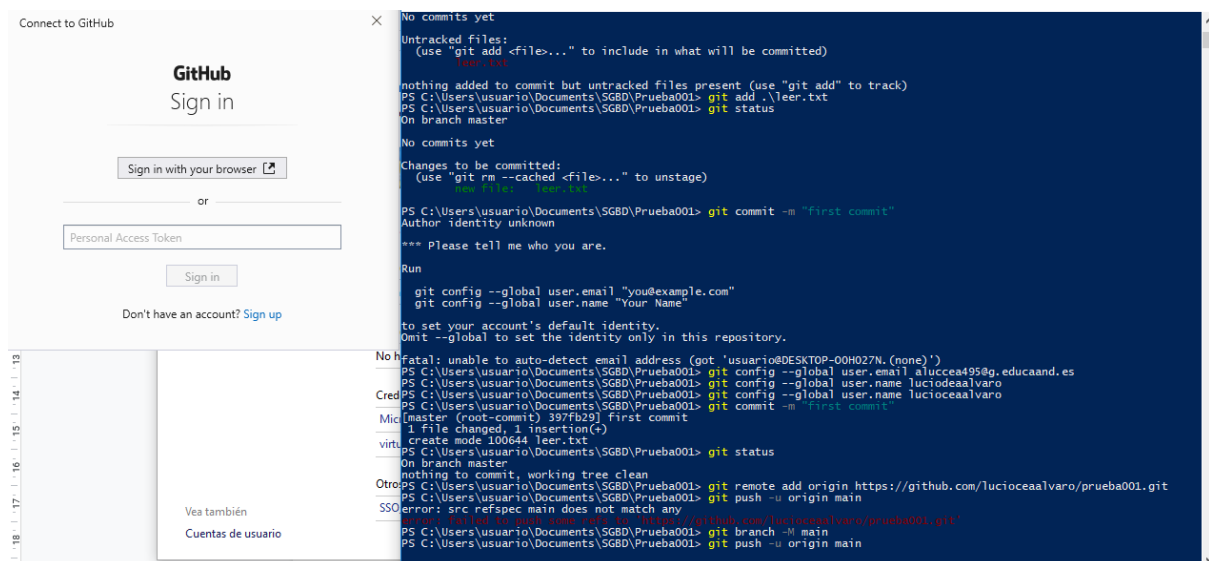 Connect to GitHub
GitHub
Sign in
Sign in with your browser
or
Personal Access Token
Sign in
Don't have an account? Sign up
No h
Cred
Mic
virtu
Otro
SSO
Vea también
Cuentas de usuario
13
14
15
16
17
18
No commits yet
Untracked files:
(use "git add <file>..." to include in what will be committed)
leer.txt
nothing added to commit but untracked files present (use "git add" to track)
PS C:\Users\usuario\Documents\SGBD\Prueba001> git add .\leer.txt
PS C:\Users\usuario\Documents\SGBD\Prueba001> git status
On branch master
No commits yet
Changes to be committed:
(use "git rm --cached <file>..." to unstage)
new file:   leer.txt
PS C:\Users\usuario\Documents\SGBD\Prueba001> git commit -m "first commit"
Author identity unknown
*** Please tell me who you are.
Run
git config --global user.email "you@example.com"
git config --global user.name "Your Name"
to set your account's default identity.
Omit --global to set the identity only in this repository.
fatal: unable to auto-detect email address (got 'usuario@DESKTOP-OOHO27N.(none)')
PS C:\Users\usuario\Documents\SGBD\Prueba001> git config --global user.email aluccea495@g.educaand.es
PS C:\Users\usuario\Documents\SGBD\Prueba001> git config --global user.name luciodeaalvaro
PS C:\Users\usuario\Documents\SGBD\Prueba001> git config --global user.name lucioceaalvaro
PS C:\Users\usuario\Documents\SGBD\Prueba001> git commit -m "first commit"
[master (root-commit) 397fb29] first commit
1 file changed, 1 insertion(+)
create mode 100644 leer.txt
PS C:\Users\usuario\Documents\SGBD\Prueba001> git status
On branch master
nothing to commit, working tree clean
PS C:\Users\usuario\Documents\SGBD\Prueba001> git remote add origin https://github.com/lucioceaalvaro/prueba001.git
PS C:\Users\usuario\Documents\SGBD\Prueba001> git push -u origin main
error: src refspec main does not match any
error: failed to push some refs to 'https://github.com/lucioceaalvaro/prueba001.git'
PS C:\Users\usuario\Documents\SGBD\Prueba001> git branch -M main
PS C:\Users\usuario\Documents\SGBD\Prueba001> git push -u origin main